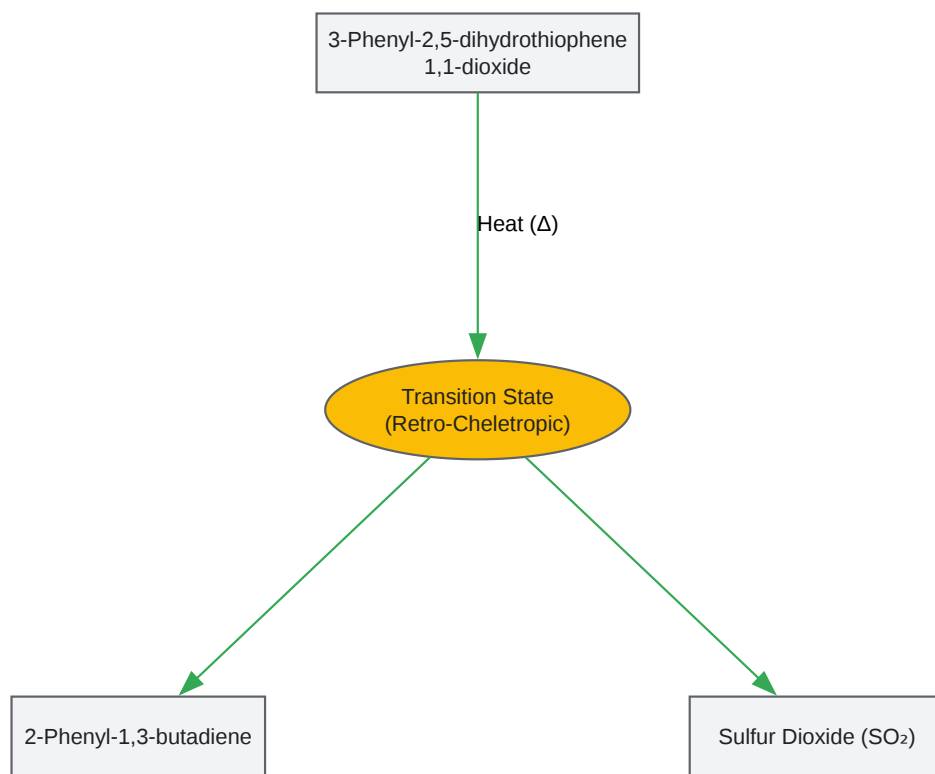 3-Phenyl-2,5-dihydrothiophene
1,1-dioxide
Heat (Δ)
Transition State
(Retro-Cheletropic)
2-Phenyl-1,3-butadiene
Sulfur Dioxide (SO₂)